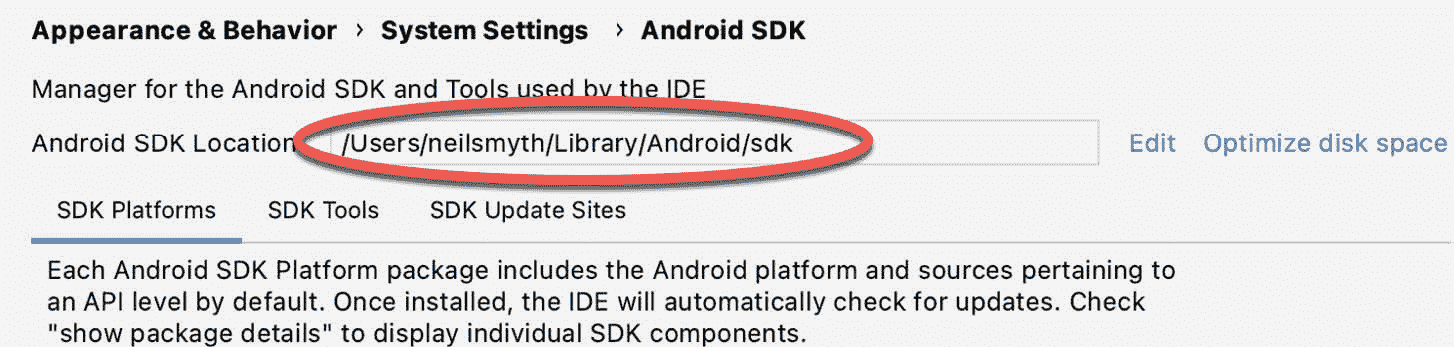 Appearance & Behavior › System Settings › Android SDK
Manager for the Android SDK and Tools used by the IDE
Android SDK Location /Users/neilsmyth/Library/Android/sdk Edit Optimize disk space
SDK Platforms SDK Tools SDK Update Sites
Each Android SDK Platform package includes the Android platform and sources pertaining to
an API level by default. Once installed, the IDE will automatically check for updates. Check
"show package details" to display individual SDK components.